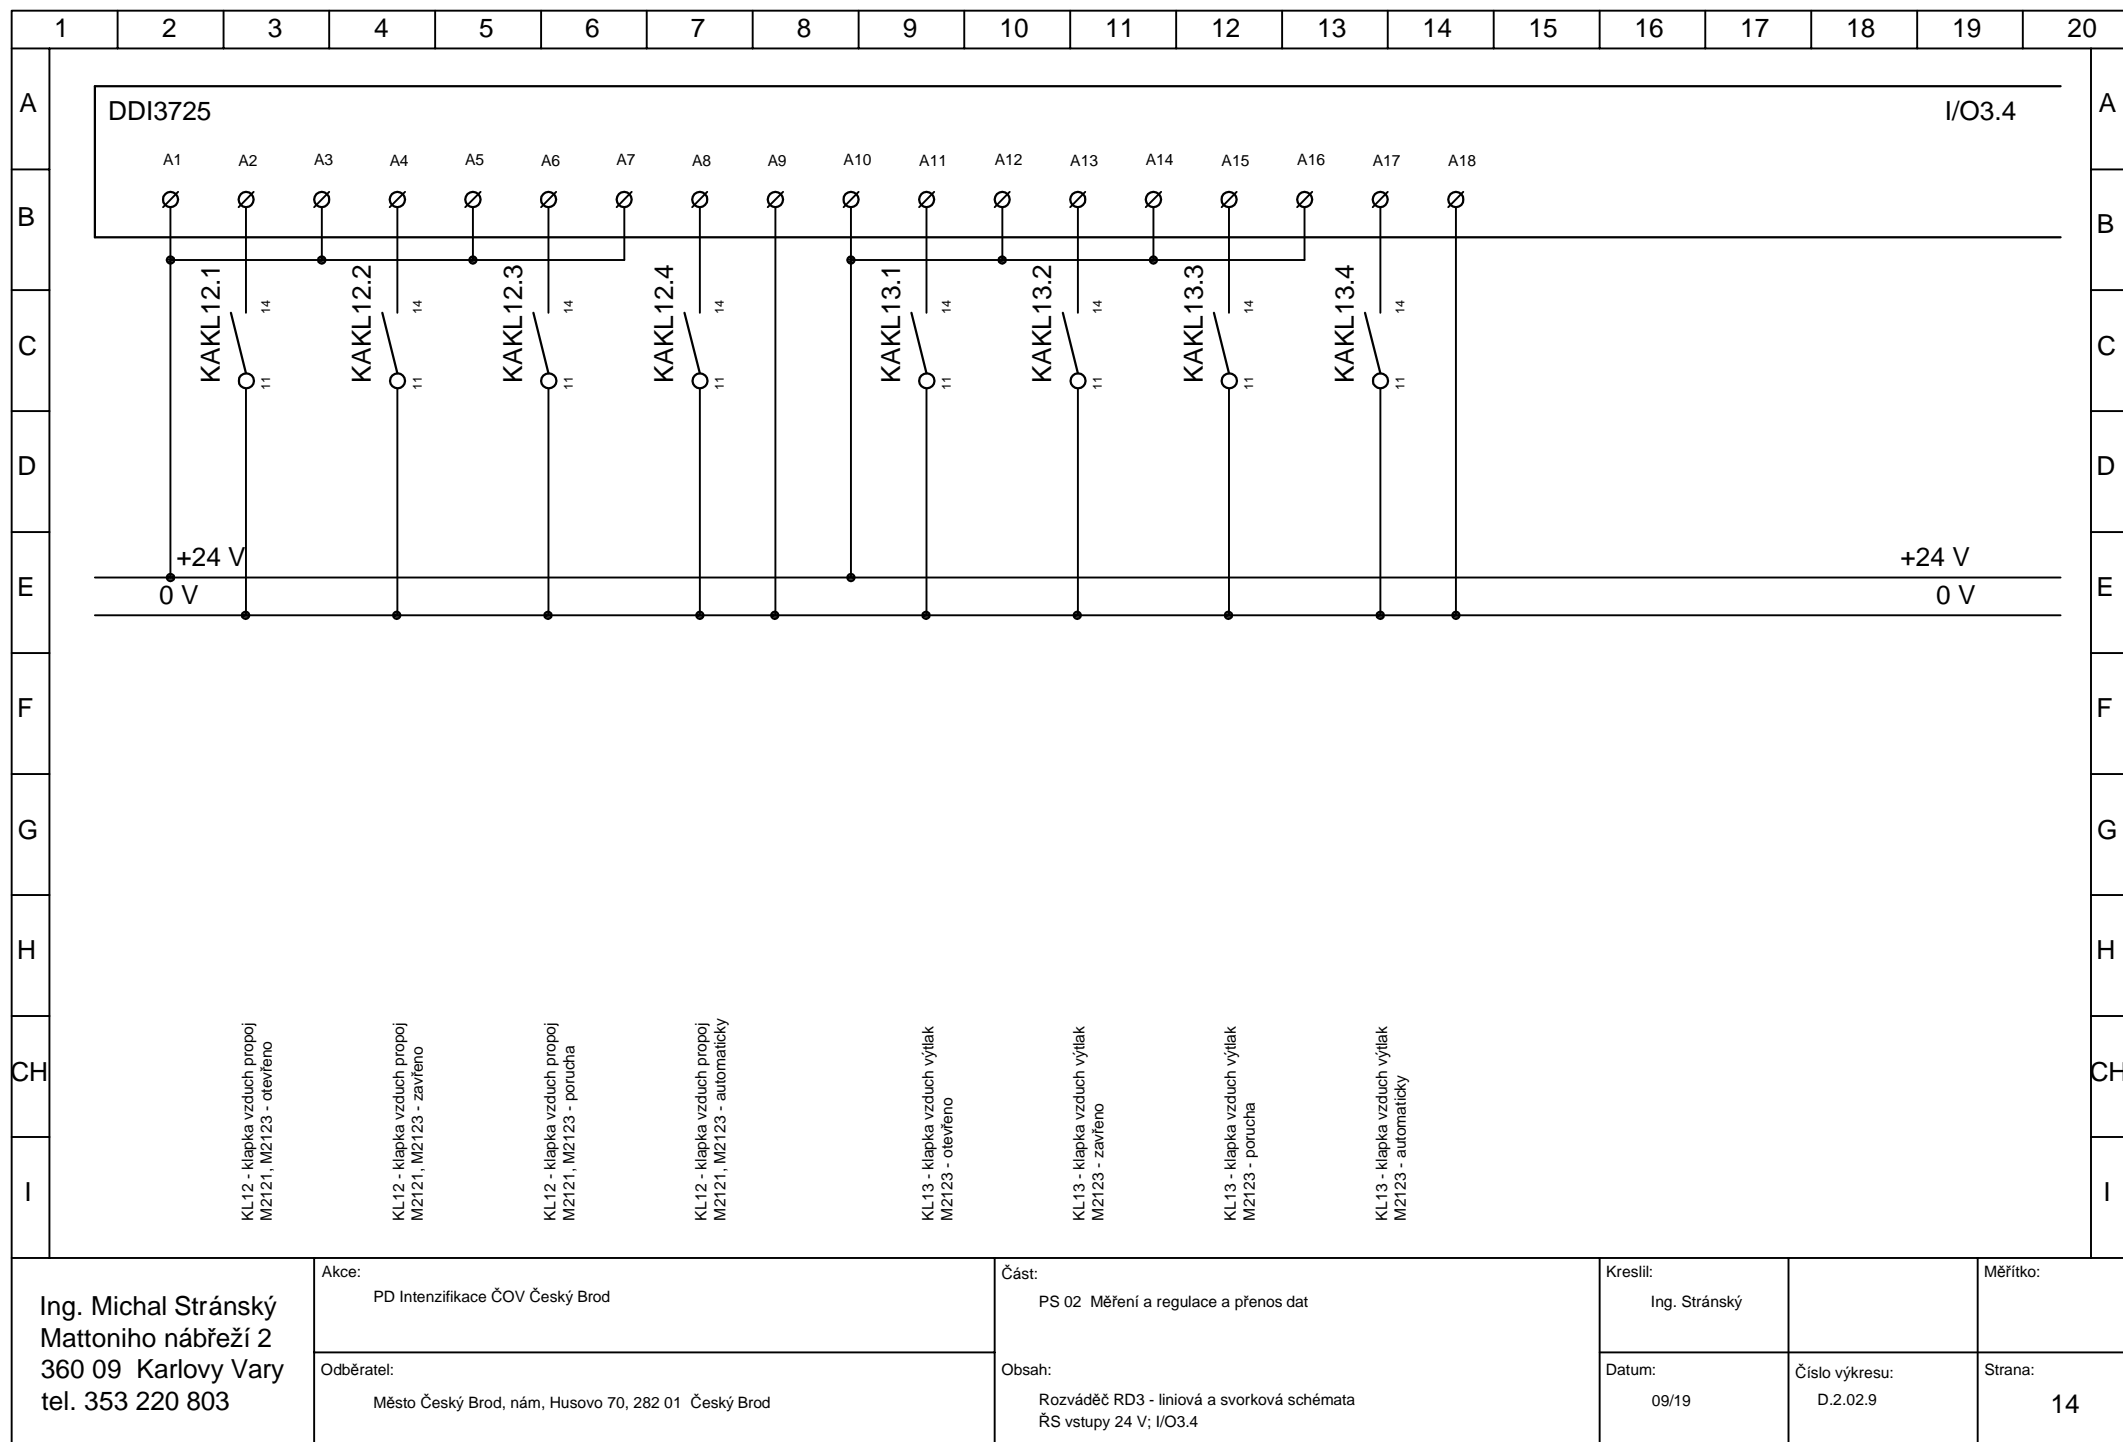 1 2 3 4 5 6 7 8 9 10 11 12 13 14 15 16 17 18 19 20
A A
DDI3725 I/O3.4
A1 A2 A3 A4 A5 A6 A7 A8 A9 A10 A11 A12 A13 A14 A15 A16 A17 A18
B B
KAKL12.1 14 11
KAKL12.2 14 11
KAKL12.3 14 11
KAKL12.4 14 11
KAKL13.1 14 11
KAKL13.2 14 11
KAKL13.3 14 11
KAKL13.4 14 11
C C
D D
+24 V +24 V
E E
0 V 0 V
F F
G G
H H
CH CH
KL12 - klapka vzduch propoj
M2121, M2123 - otevřeno
KL12 - klapka vzduch propoj
M2121, M2123 - zavřeno
KL12 - klapka vzduch propoj
M2121, M2123 - porucha
KL12 - klapka vzduch propoj
M2121, M2123 - automaticky
KL13 - klapka vzduch výtlak
M2123 - otevřeno
KL13 - klapka vzduch výtlak
M2123 - zavřeno
KL13 - klapka vzduch výtlak
M2123 - porucha
KL13 - klapka vzduch výtlak
M2123 - automaticky
I I
Ing. Michal Stránský
Mattoniho nábřeží 2
360 09 Karlovy Vary
tel. 353 220 803
Akce:
PD Intenzifikace ČOV Český Brod
Odběratel:
Město Český Brod, nám, Husovo 70, 282 01 Český Brod
Část:
PS 02 Měření a regulace a přenos dat
Obsah:
Rozváděč RD3 - liniová a svorková schémata
ŘS vstupy 24 V; I/O3.4
Kreslil:
Ing. Stránský
Měřítko:
Datum:
09/19
Číslo výkresu:
D.2.02.9
Strana:
14